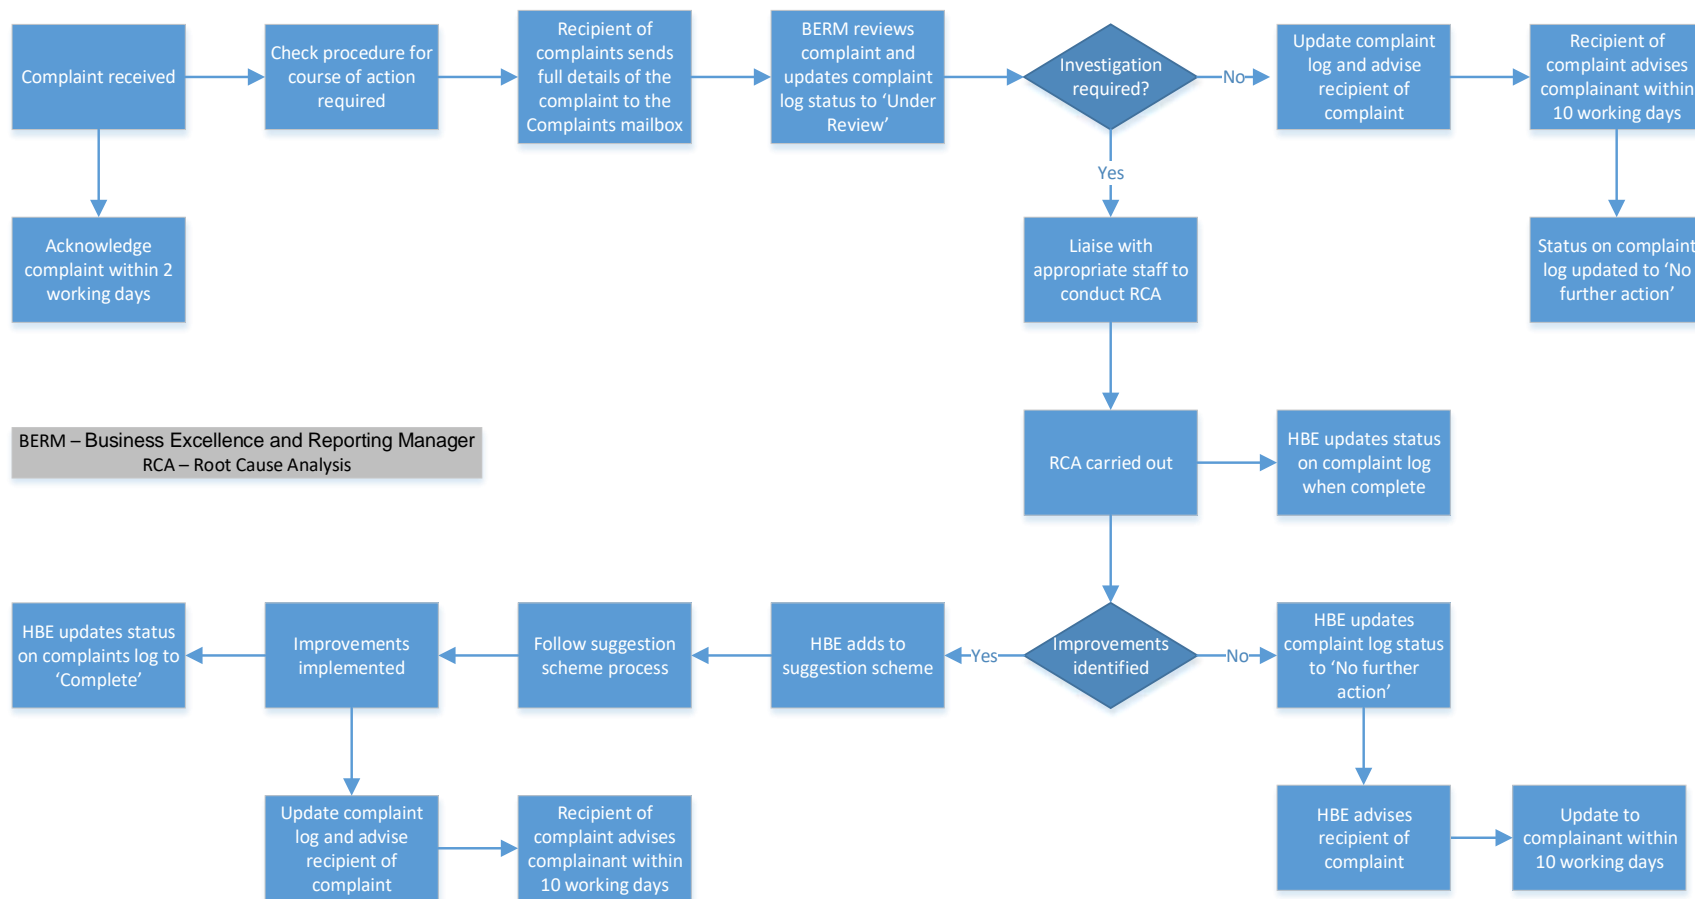 Complaint received
Check procedure for
course of action
required
Recipient of
complaints sends
full details of the
complaint to the
Complaints mailbox
BERM reviews
complaint and
updates complaint
log status to ‘Under
Review’
Investigation
required?
No
Update complaint
log and advise
recipient of
complaint
Recipient of
complaint advises
complainant within
10 working days
Yes
Acknowledge
complaint within 2
working days
Liaise with
appropriate staff to
conduct RCA
Status on complaint
log updated to ‘No
further action’
BERM – Business Excellence and Reporting Manager
RCA – Root Cause Analysis
RCA carried out
HBE updates status
on complaint log
when complete
HBE updates status
on complaints log to
‘Complete’
Improvements
implemented
Follow suggestion
scheme process
HBE adds to
suggestion scheme
Yes
Improvements
identified
No
HBE updates
complaint log status
to ‘No further
action’
Update complaint
log and advise
recipient of
complaint
Recipient of
complaint advises
complainant within
10 working days
HBE advises
recipient of
complaint
Update to
complainant within
10 working days